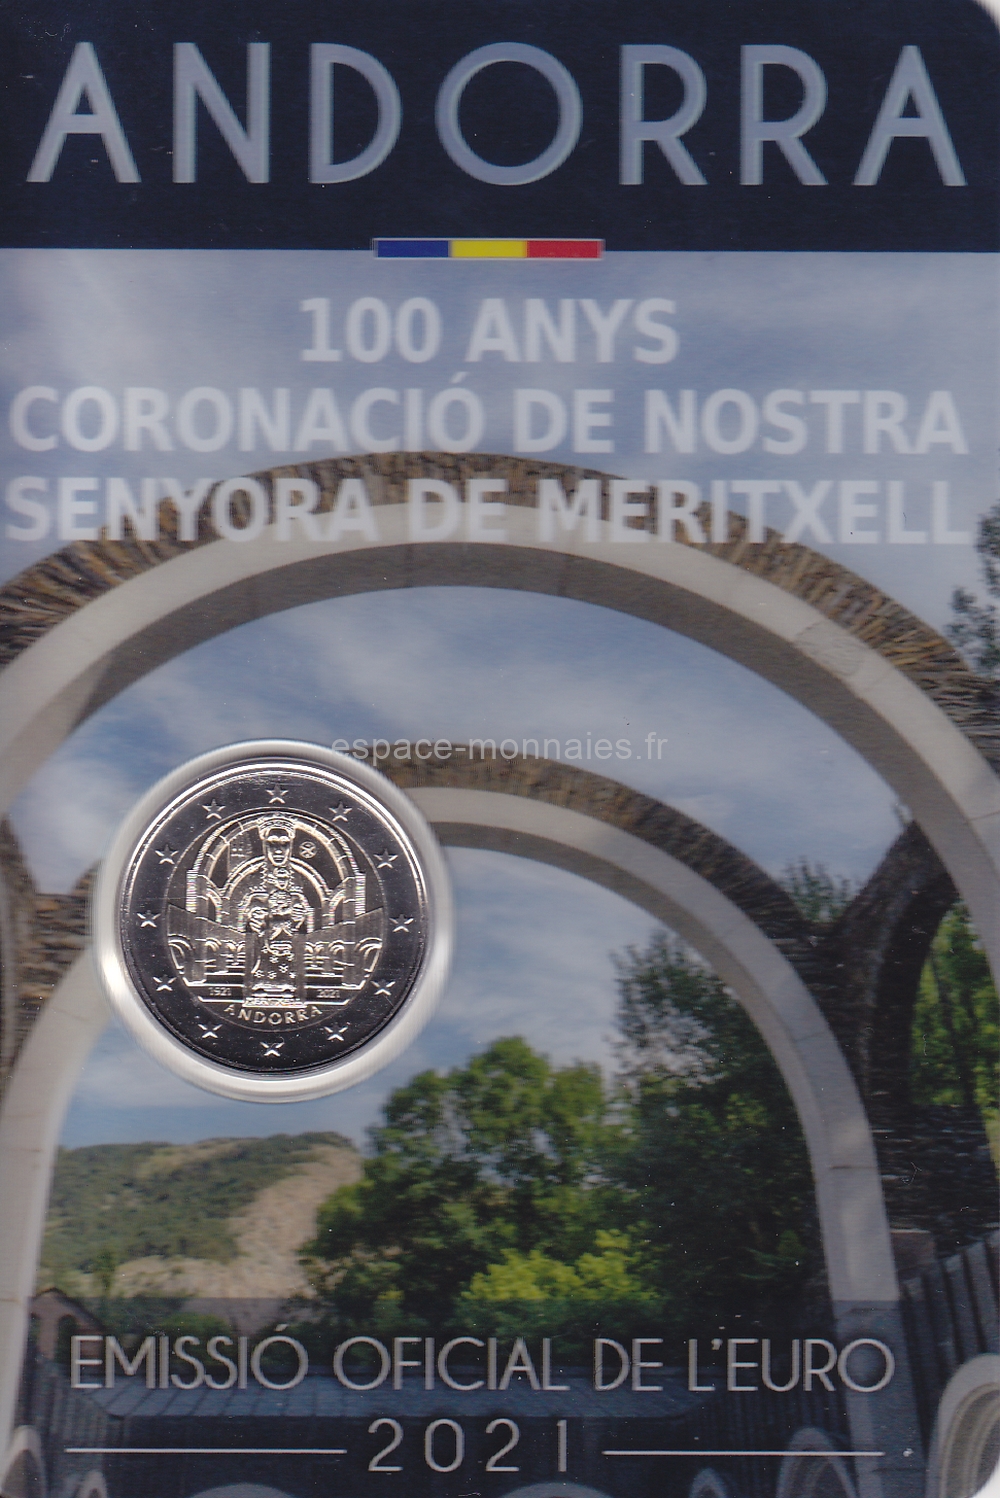 ANDORRA
100 ANYS
CORONACIÓ DE NOSTRA
SENYORA DE MERITXELL
espace-monnaies.fr
1921 2021
MERITXELL
ANDORRA
EMISSIÓ OFICIAL DE L'EURO
2021